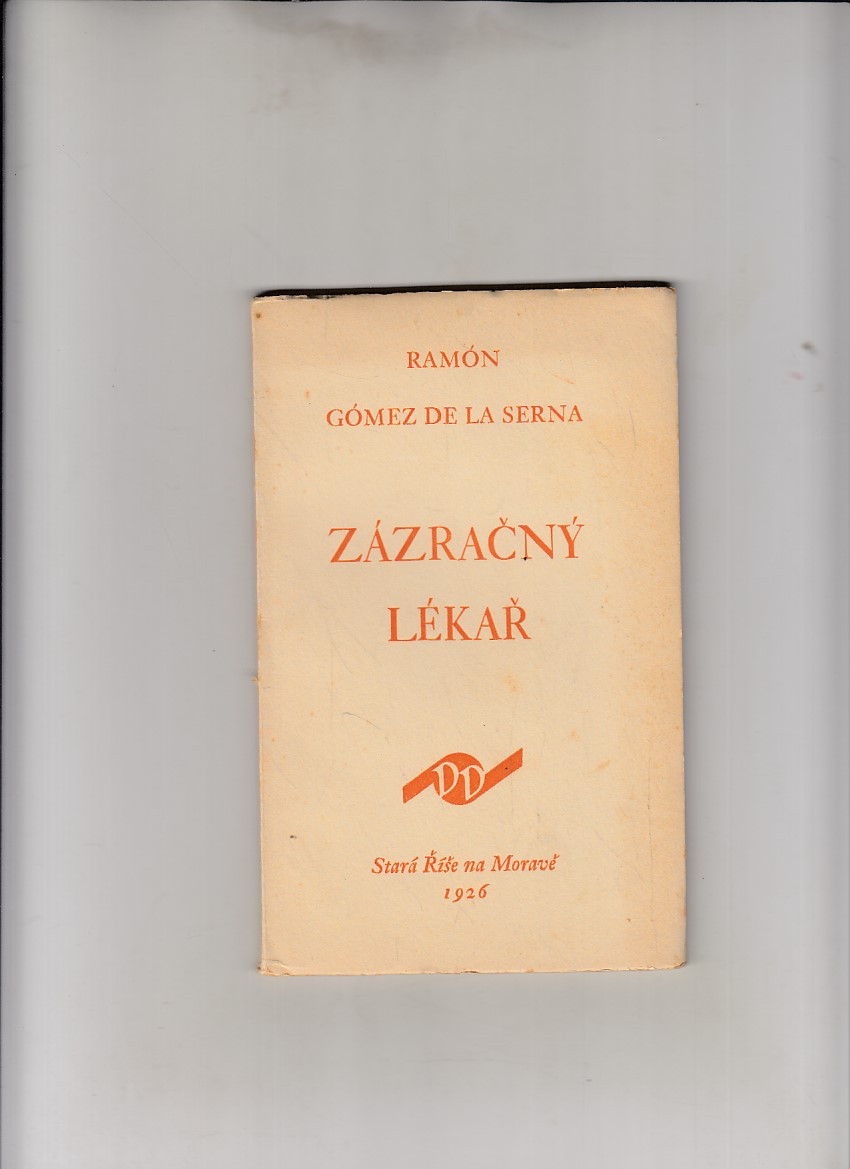 RAMÓN
GÓMEZ DE LA SERNA
ZÁZRAČNÝ
LÉKAŘ
DD
Stará Říše na Moravě
1926